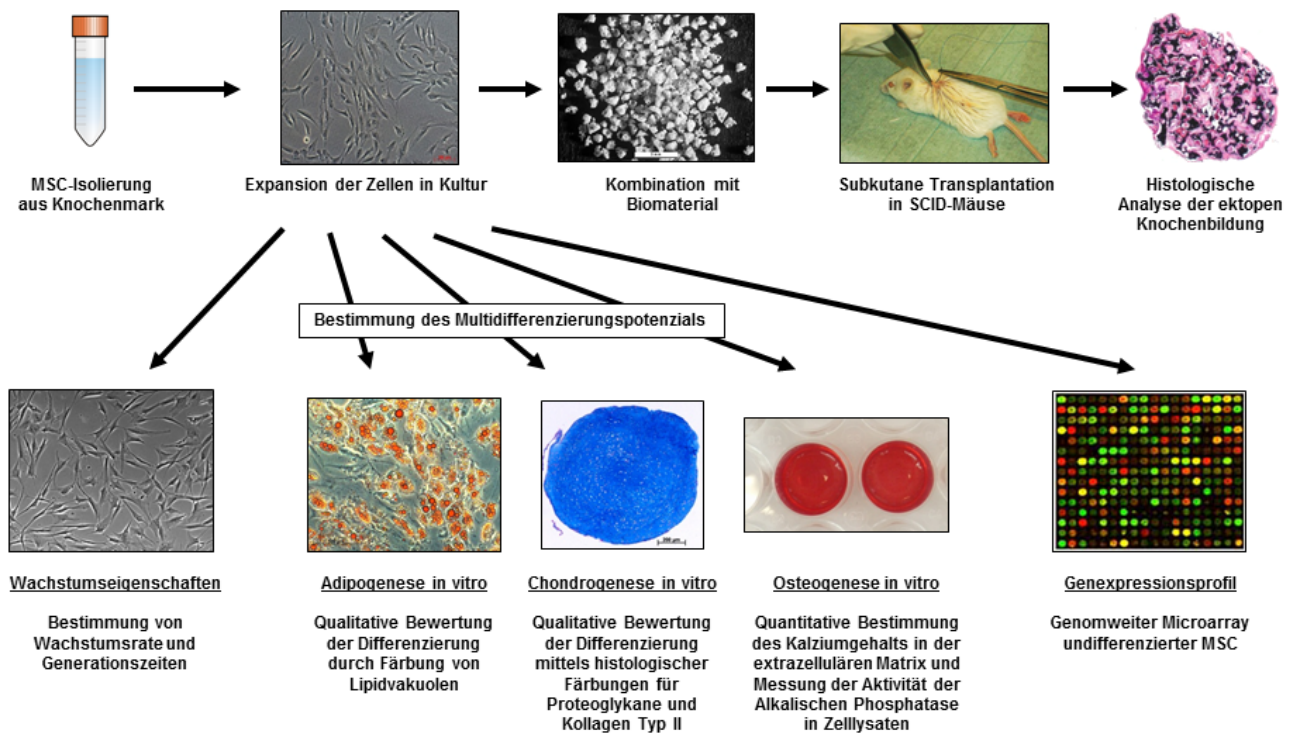 MSC-Isolierung
aus Knochenmark
Expansion der Zellen in Kultur
Kombination mit
Biomaterial
Subkutane Transplantation
in SCID-Mäuse
Histologische
Analyse der ektopen
Knochenbildung
Bestimmung des Multidifferenzierungspotenzials
Wachstumseigenschaften
Bestimmung von
Wachstumsrate und
Generationszeiten
Adipogenese in vitro
Qualitative Bewertung
der Differenzierung
durch Färbung von
Lipidvakuolen
Chondrogenese in vitro
Qualitative Bewertung
der Differenzierung
mittels histologischer
Färbungen für
Proteoglykane und
Kollagen Typ II
Osteogenese in vitro
Quantitative Bestimmung
des Kalziumgehalts in der
extrazellulären Matrix und
Messung der Aktivität der
Alkalischen Phosphatase
in Zelllysaten
Genexpressionsprofil
Genomweiter Microarray
undifferenzierter MSC